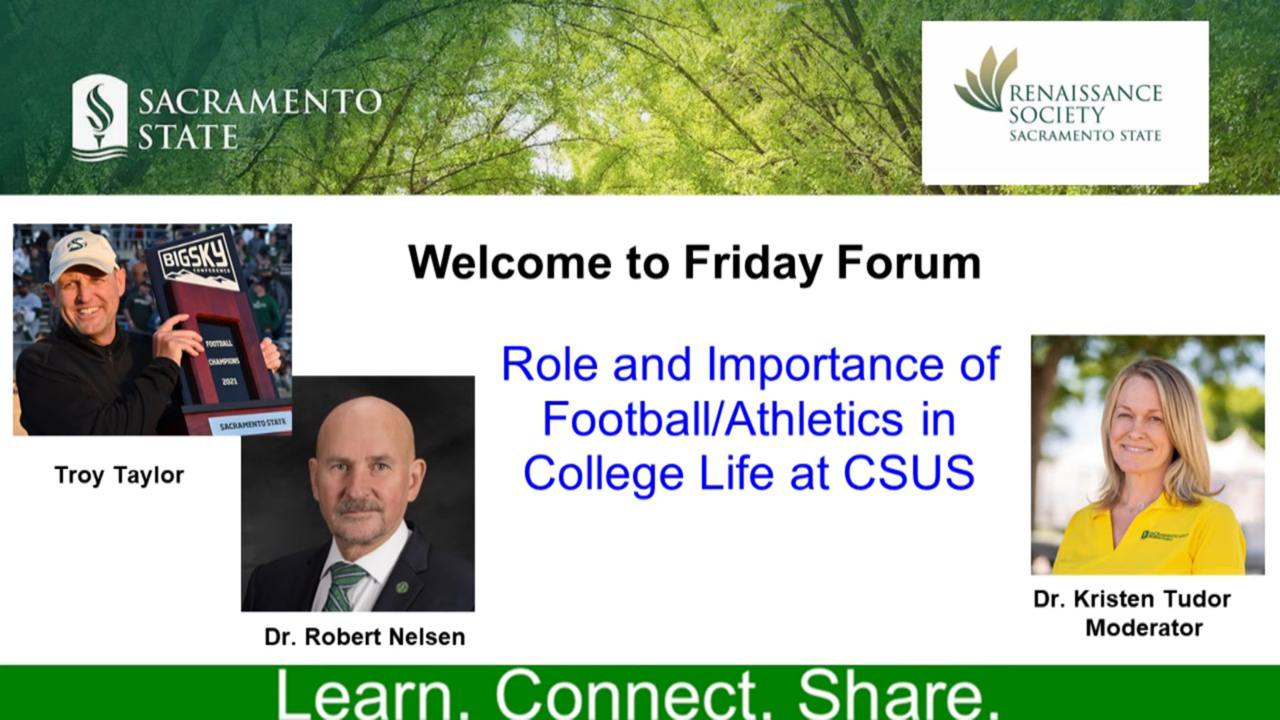 SACRAMENTO
STATE
RENAISSANCE
SOCIETY
SACRAMENTO STATE
Welcome to Friday Forum
Role and Importance of
Football/Athletics in
College Life at CSUS
BIGSKY
CONFERENCE
FOOTBALL
CHAMPIONS
2021
SACRAMENTO STATE
Troy Taylor
Dr. Robert Nelsen
Dr. Kristen Tudor
Moderator
Learn. Connect. Share.